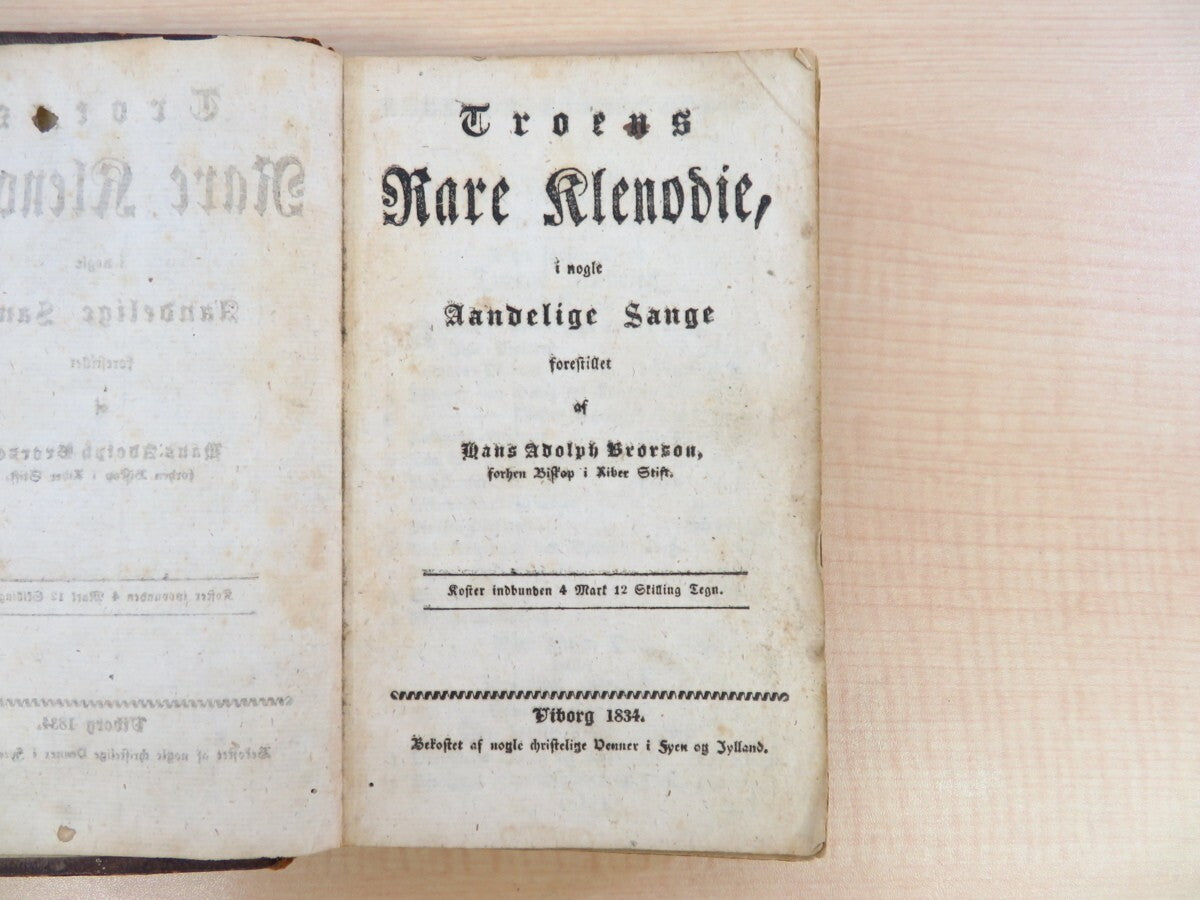 Troens
Rare Klenodie,
i nogle
Aandelige Sange
forestillet
af
Hans Adolph Brorson,
forhen Biskop i Riber Stift.
Koster indbunden 4 Mark 12 Skilling Tegn.
Viborg 1834.
Bekostet af nogle christelige Venner i Fyen og Jylland.